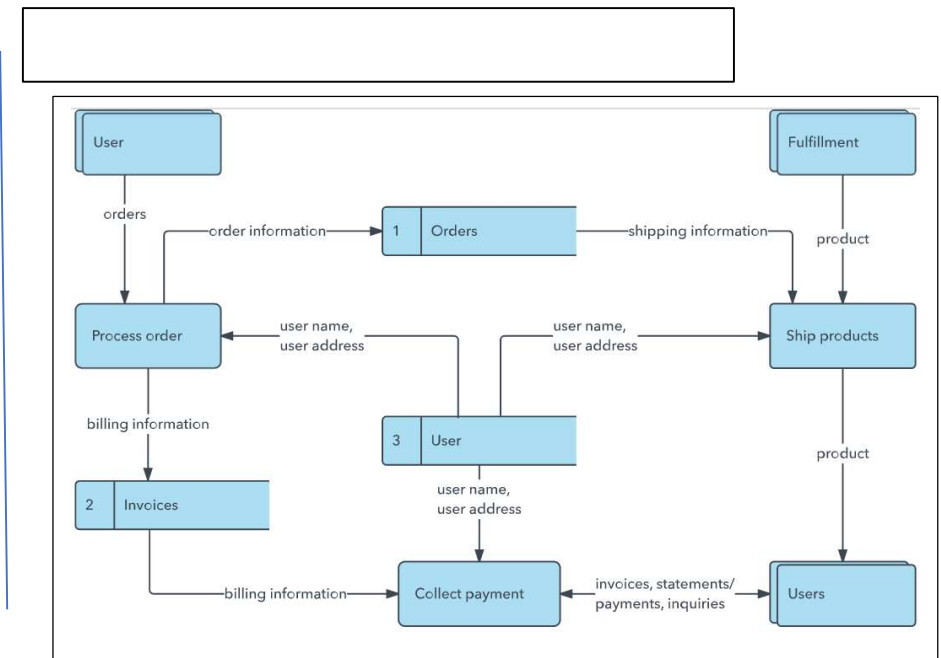 User
Fulfillment
orders
order information
1 Orders
shipping information
product
Process order
user name,
user address
user name,
user address
Ship products
billing information
3 User
product
2 Invoices
user name,
user address
billing information
Collect payment
invoices, statements/
payments, inquiries
Users